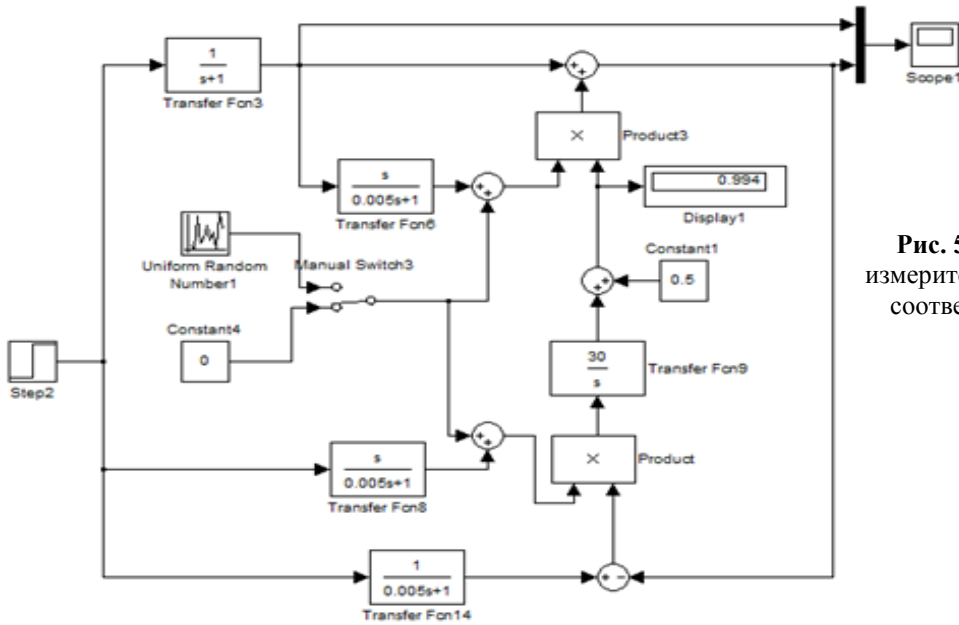 1
s+1
Transfer Fcn3
Scope1
×
Product3
s
0.005s+1
Transfer Fcn6
0.994
Display1
Uniform Random
Number1
Manual Switch3
Constant1
0.5
Рис. 5
измерите
соотве
Constant4
0
30
s
Transfer Fcn9
Step2
×
Product
s
0.005s+1
Transfer Fcn8
1
0.005s+1
Transfer Fcn14